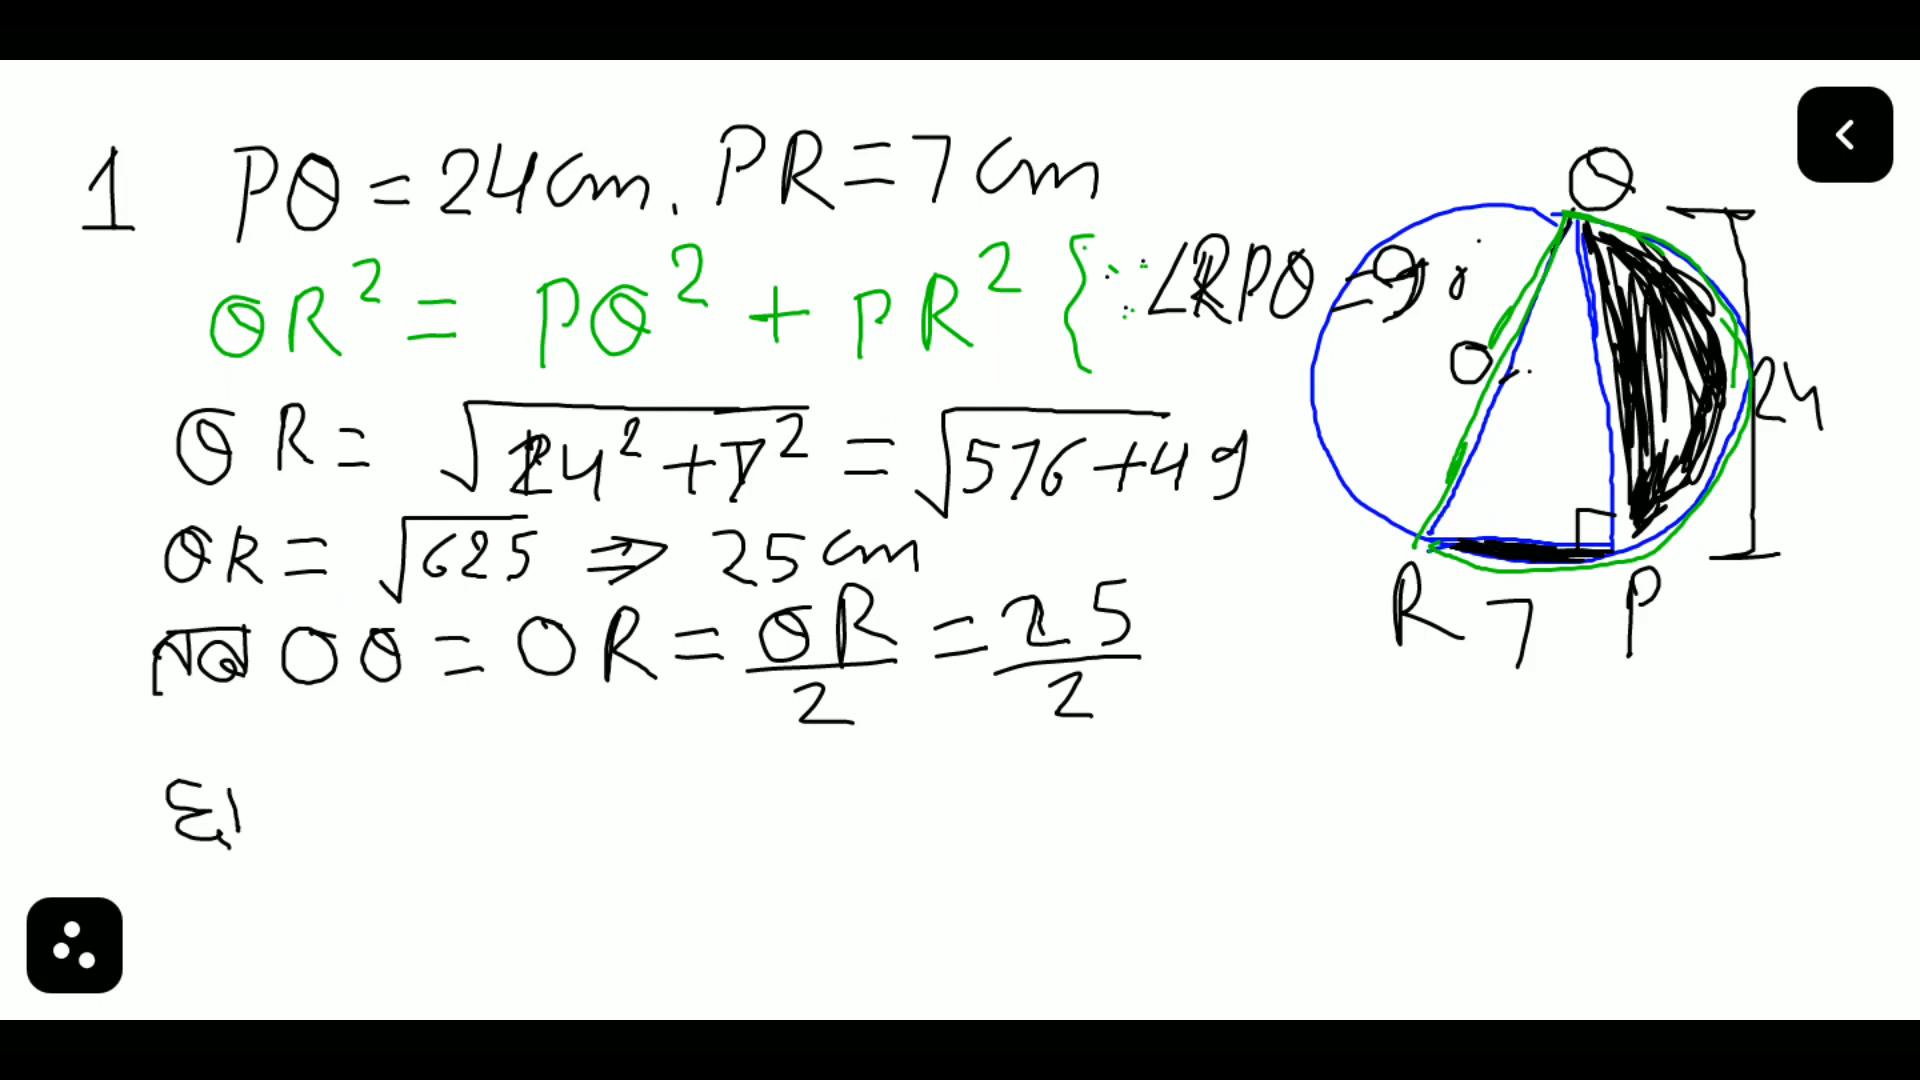 1 PQ = 24 cm. PR = 7 cm
QR² = PQ² + PR² { ∵ ∠RPQ = 90°
QR = √24² + 7² = √576 + 49
QR = √625 ⇒ 25 cm
OQ = OR = QR/2 = 25/2
Q
O
24
R 7 P